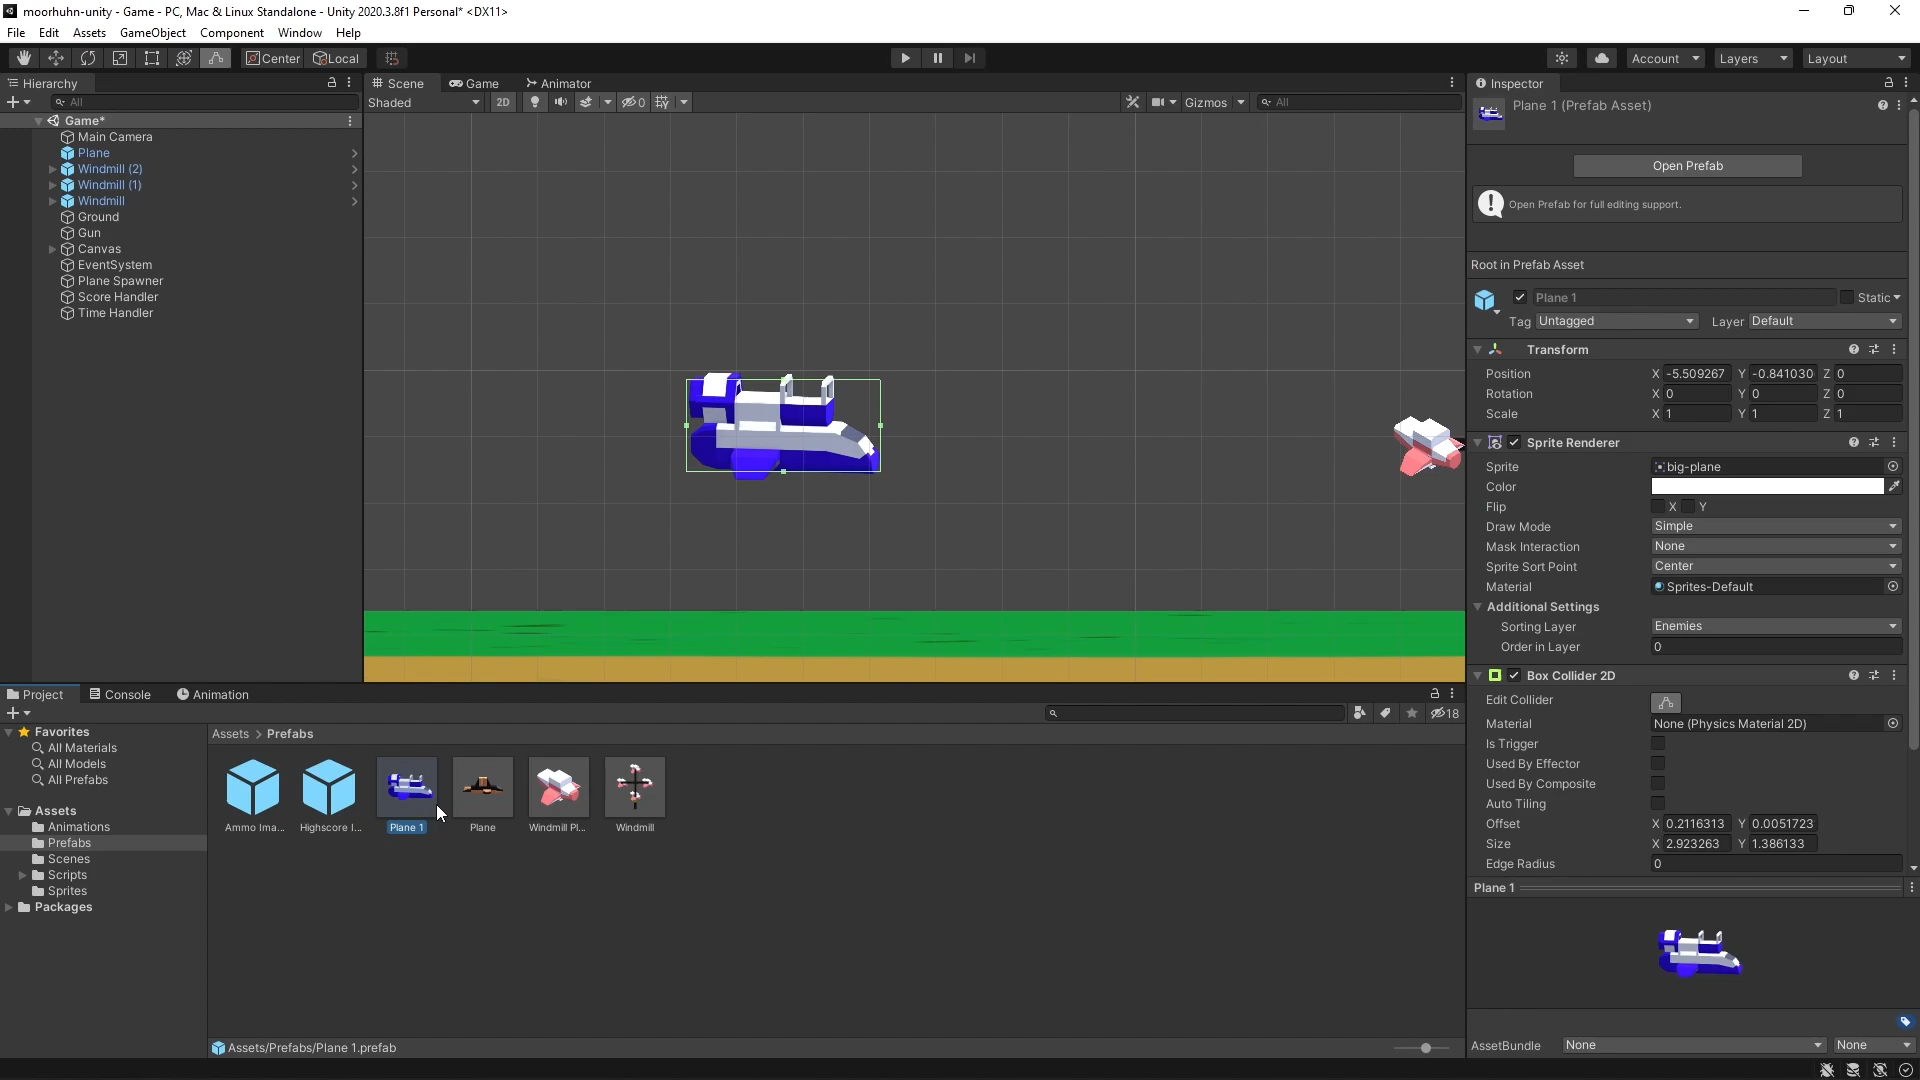 moorhuhn-unity - Game - PC, Mac & Linux Standalone - Unity 2020.3.8f1 Personal* <DX11>
File Edit Assets GameObject Component Window Help
Center Local
Account Layers Layout
Hierarchy
Scene Game Animator
Inspector
All
Shaded 2D 0 Gizmos All
Plane 1 (Prefab Asset)
Game*
Main Camera
Plane
Windmill (2)
Windmill (1)
Windmill
Ground
Gun
Canvas
EventSystem
Plane Spawner
Score Handler
Time Handler
Open Prefab
Open Prefab for full editing support.
Root in Prefab Asset
Plane 1 Static
Tag Untagged Layer Default
Transform
Position X -5.509267 Y -0.841030 Z 0
Rotation X 0 Y 0 Z 0
Scale X 1 Y 1 Z 1
Sprite Renderer
Sprite big-plane
Color
Flip X Y
Draw Mode Simple
Mask Interaction None
Sprite Sort Point Center
Material Sprites-Default
Additional Settings
Sorting Layer Enemies
Order in Layer 0
Box Collider 2D
Edit Collider
Material None (Physics Material 2D)
Is Trigger
Used By Effector
Used By Composite
Auto Tiling
Offset X 0.2116313 Y 0.0051723
Size X 2.923263 Y 1.386133
Edge Radius 0
Plane 1
AssetBundle None None
Project Console Animation
18
Favorites
All Materials
All Models
All Prefabs
Assets
Animations
Prefabs
Scenes
Scripts
Sprites
Packages
Assets > Prefabs
Ammo Ima... Highscore I... Plane 1 Plane Windmill Pl... Windmill
Assets/Prefabs/Plane 1.prefab